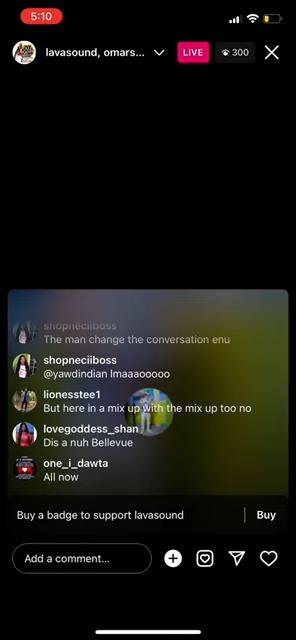 5:10
lavasound, omars...
LIVE
300
shopneciiboss
The man change the conversation enu
shopneciiboss
@yawdindian lmaaaooooo
lionesstee1
But here in a mix up with the mix up too no
lovegoddess_shan
Dis a nuh Bellevue
one_i_dawta
All now
Buy a badge to support lavasound
Buy
Add a comment...